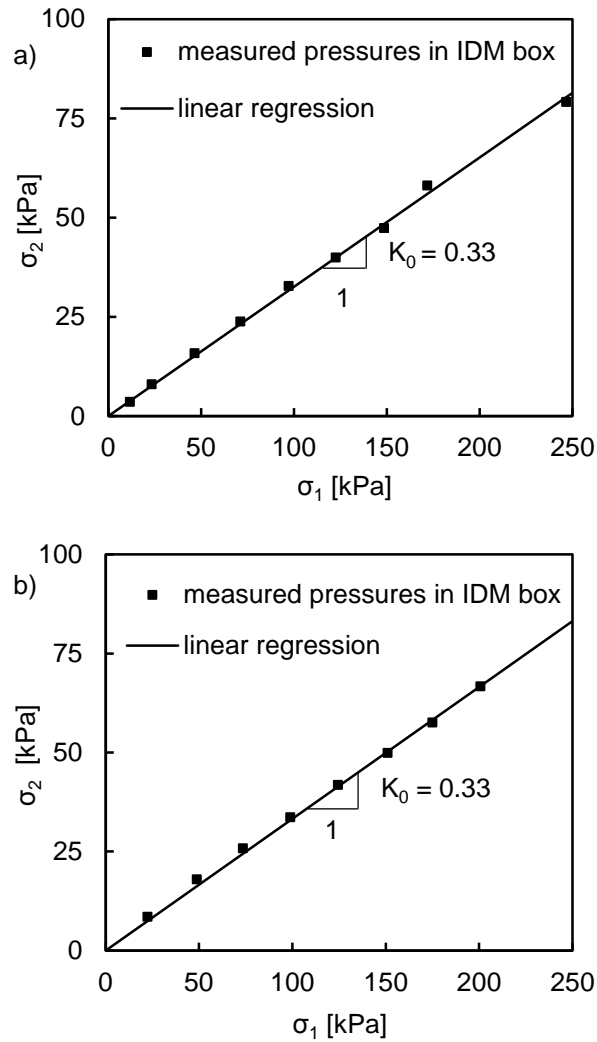 100
a)
■ measured pressures in IDM box
linear regression
75
σ₂ [kPa]
50
K₀ = 0.33
1
25
0
0 50 100 150 200 250
σ₁ [kPa]
100
b)
■ measured pressures in IDM box
linear regression
75
σ₂ [kPa]
50
K₀ = 0.33
1
25
0
0 50 100 150 200 250
σ₁ [kPa]